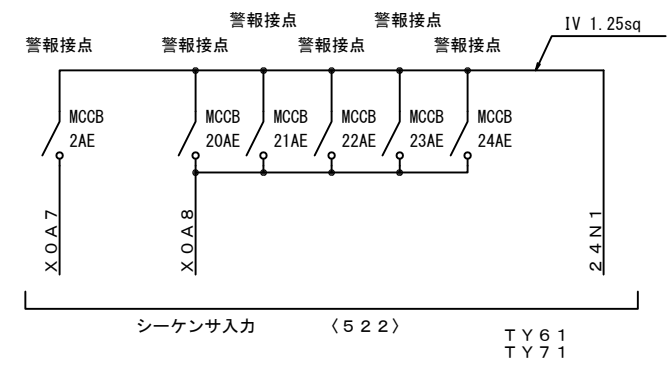 警報接点 警報接点
IV 1.25sq
警報接点 警報接点 警報接点 警報接点
MCCB MCCB MCCB MCCB MCCB MCCB
2AE 20AE 21AE 22AE 23AE 24AE
X0A7
X0A8
24N1
シーケンサ入力 〈522〉
TY61
TY71